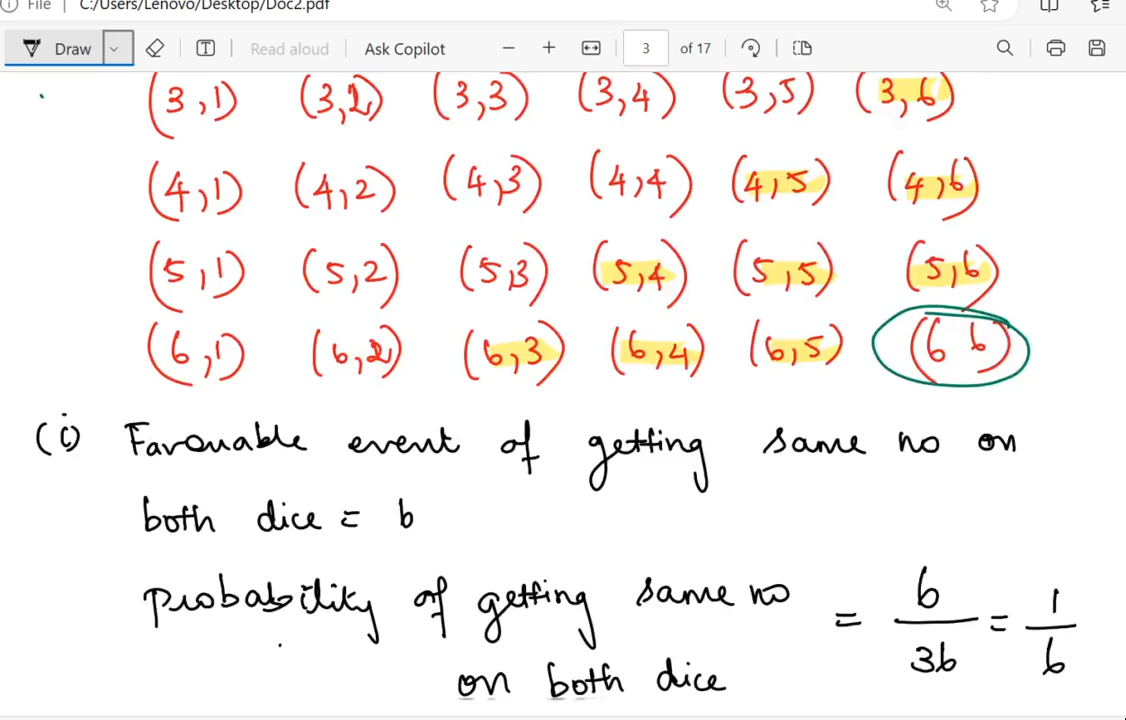 File C:/Users/Lenovo/Desktop/Doc2.pdf
Draw Read aloud Ask Copilot 3 of 17
(3,1) (3,2) (3,3) (3,4) (3,5) (3,6)
(4,1) (4,2) (4,3) (4,4) (4,5) (4,6)
(5,1) (5,2) (5,3) (5,4) (5,5) (5,6)
(6,1) (6,2) (6,3) (6,4) (6,5) (6 6)
(i) Favouable event of getting same no on
both dice = 6
probability of getting same no = 6/36 = 1/6
on both dice